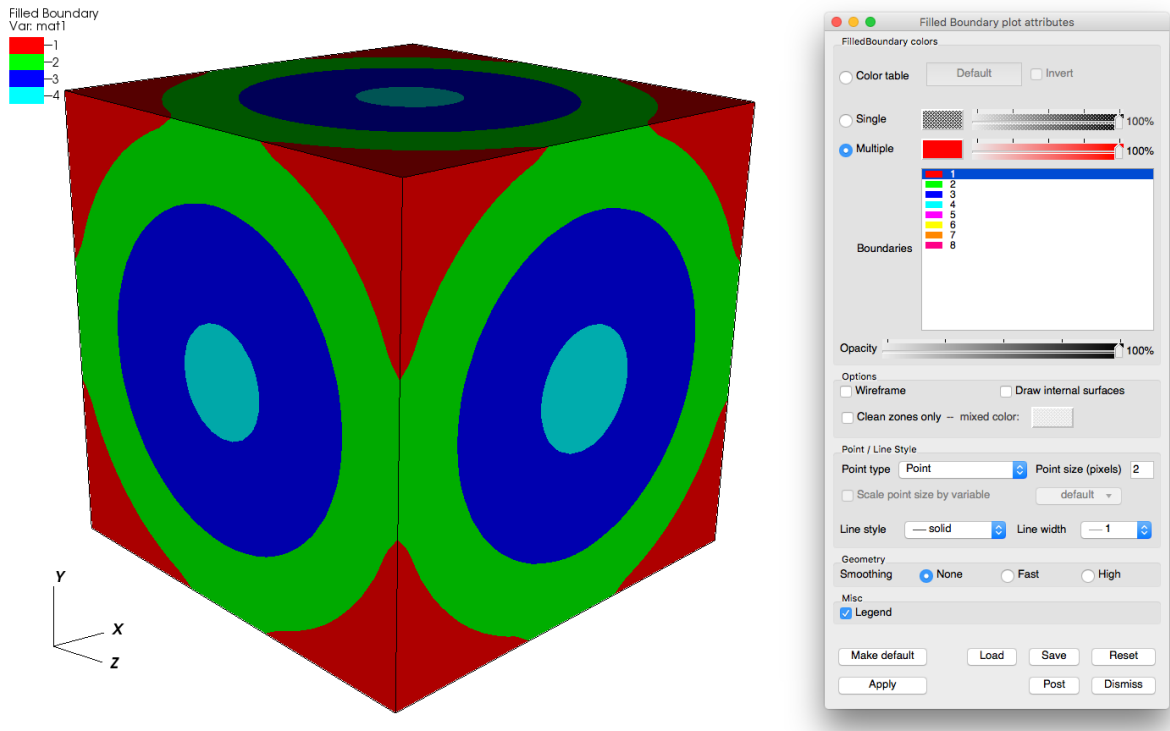 Filled Boundary
Var: mat1
1
2
3
4
Y
X
Z
Filled Boundary plot attributes
FilledBoundary colors
Color table Default Invert
Single 100%
Multiple 100%
Boundaries
1
2
3
4
5
6
7
8
Opacity 100%
Options
Wireframe Draw internal surfaces
Clean zones only -- mixed color:
Point / Line Style
Point type Point Point size (pixels) 2
Scale point size by variable default
Line style solid Line width 1
Geometry
Smoothing None Fast High
Misc
Legend
Make default Load Save Reset
Apply Post Dismiss